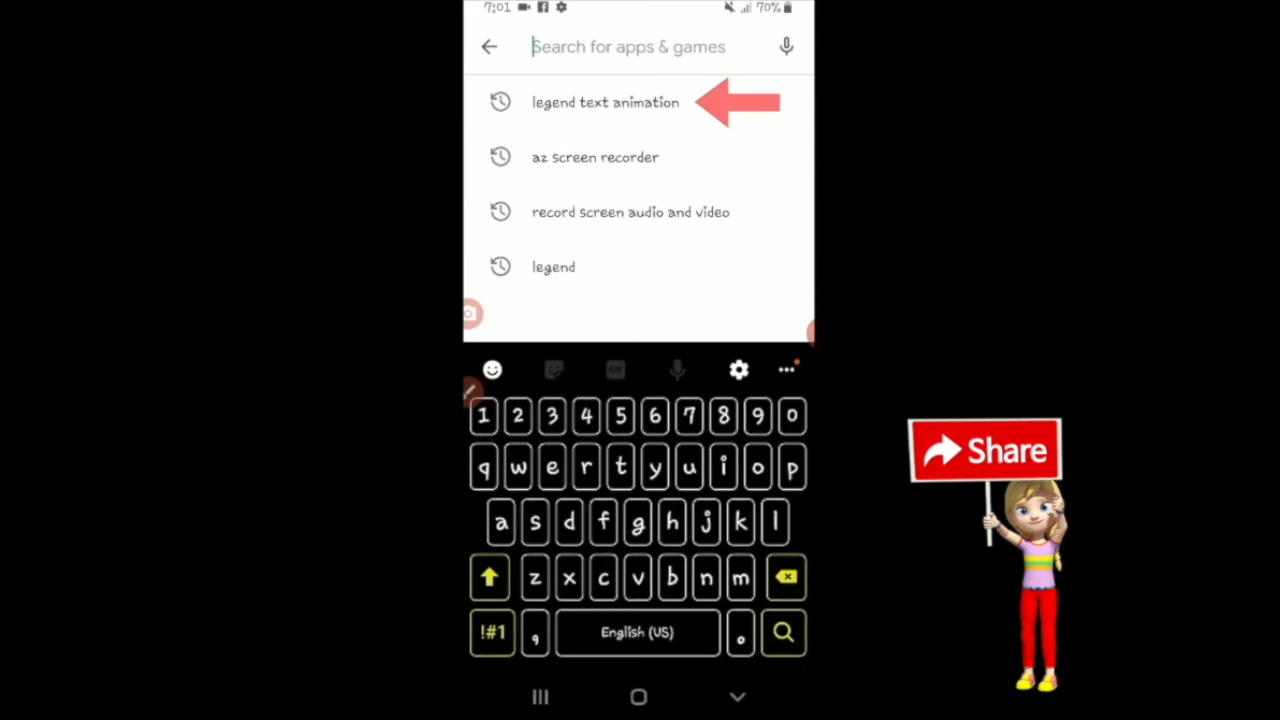 7:01 70%
Search for apps & games
legend text animation
az screen recorder
record screen audio and video
legend
GIF
1 2 3 4 5 6 7 8 9 0
q w e r t y u i o p
a s d f g h j k l
z x c v b n m
!#1 , English (US) .
Share